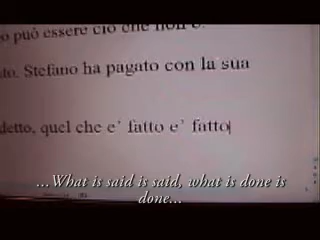 o può essere ciò che non è.
to. Stefano ha pagato con la sua
detto, quel che e' fatto e' fatto
...What is said is said, what is done is
done...